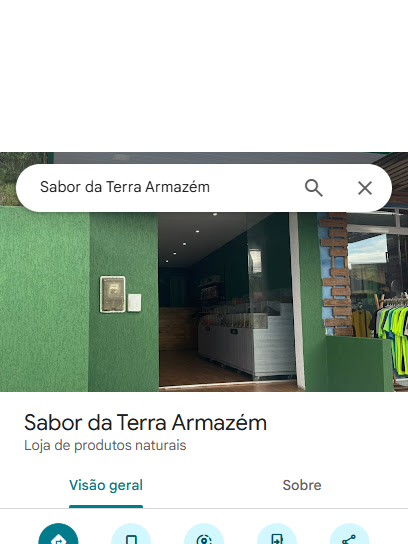 Sabor da Terra Armazém
Sabor da Terra Armazém
Loja de produtos naturais
Visão geral
Sobre